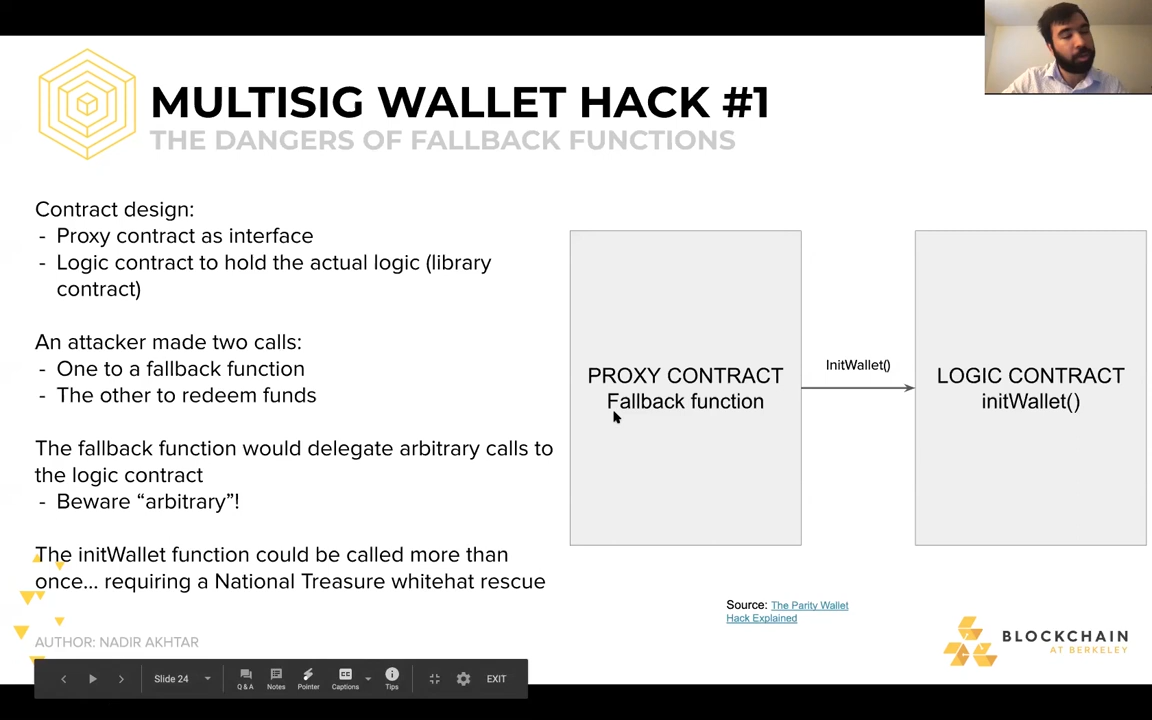 MULTISIG WALLET HACK #1
THE DANGERS OF FALLBACK FUNCTIONS
Contract design:
- Proxy contract as interface
- Logic contract to hold the actual logic (library
contract)
An attacker made two calls:
- One to a fallback function
- The other to redeem funds
The fallback function would delegate arbitrary calls to
the logic contract
- Beware “arbitrary”!
The initWallet function could be called more than
once... requiring a National Treasure whitehat rescue
PROXY CONTRACT
Fallback function
InitWallet()
LOGIC CONTRACT
initWallet()
Source: The Parity Wallet
Hack Explained
AUTHOR: NADIR AKHTAR
BLOCKCHAIN
AT BERKELEY
Slide 24
Q & A
Notes
Pointer
Captions
Tips
EXIT